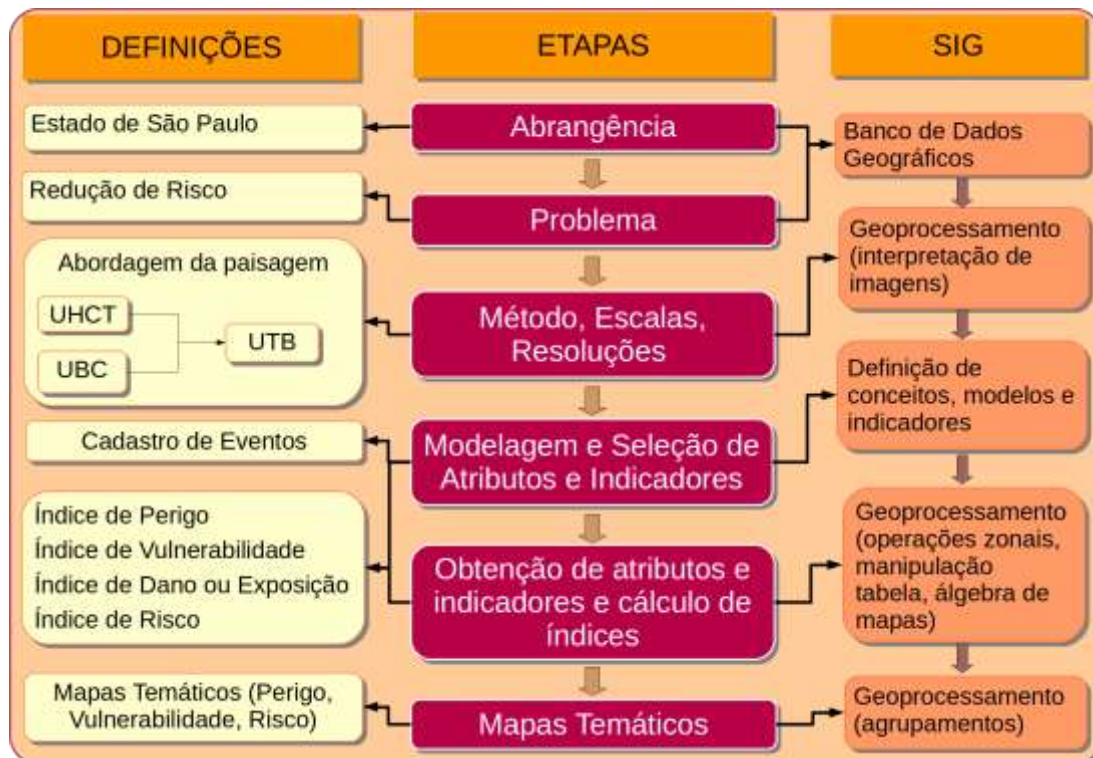 DEFINIÇÕES
ETAPAS
SIG
Estado de São Paulo
Abrangência
Banco de Dados
Geográficos
Redução de Risco
Problema
Geoprocessamento
(interpretação de
imagens)
Abordagem da paisagem
UHCT
UBC
UTB
Método, Escalas,
Resoluções
Definição de
conceitos, modelos e
indicadores
Cadastro de Eventos
Modelagem e Seleção de
Atributos e Indicadores
Índice de Perigo
Índice de Vulnerabilidade
Índice de Dano ou Exposição
Índice de Risco
Obtenção de atributos e
indicadores e cálculo de
índices
Geoprocessamento
(operações zonais,
manipulação
tabela, álgebra de
mapas)
Mapas Temáticos (Perigo,
Vulnerabilidade, Risco)
Mapas Temáticos
Geoprocessamento
(agrupamentos)